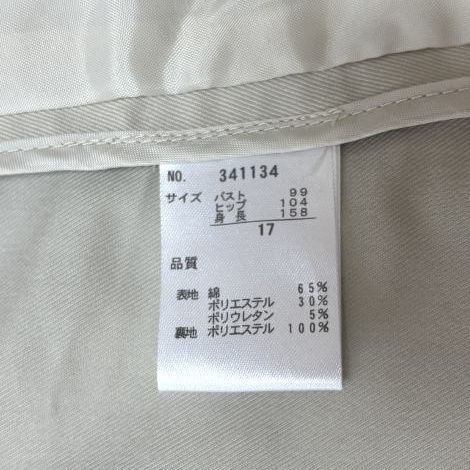 NO. 341134
サイズ バスト 99
ヒップ 104
身長 158
17
品質
表地 綿 65%
ポリエステル 30%
ポリウレタン 5%
裏地 ポリエステル 100%